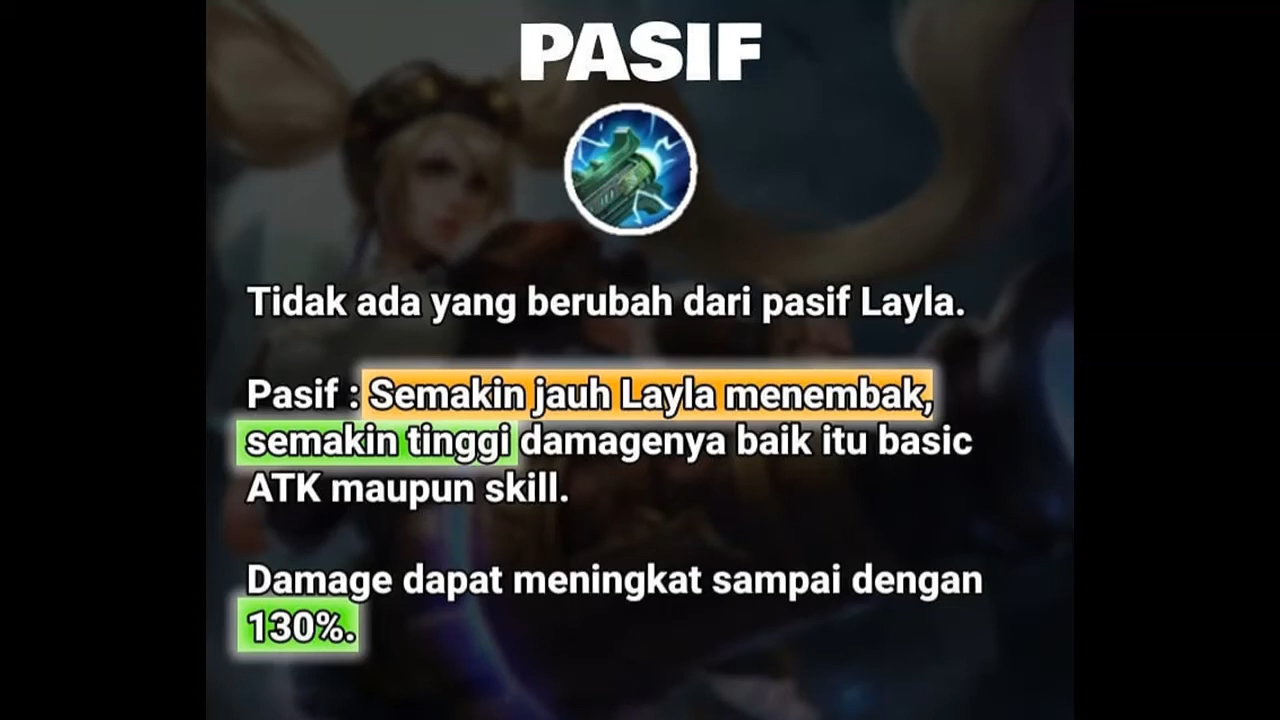 PASIF
Tidak ada yang berubah dari pasif Layla.
Pasif : Semakin jauh Layla menembak,
semakin tinggi damagenya baik itu basic
ATK maupun skill.
Damage dapat meningkat sampai dengan
130%.